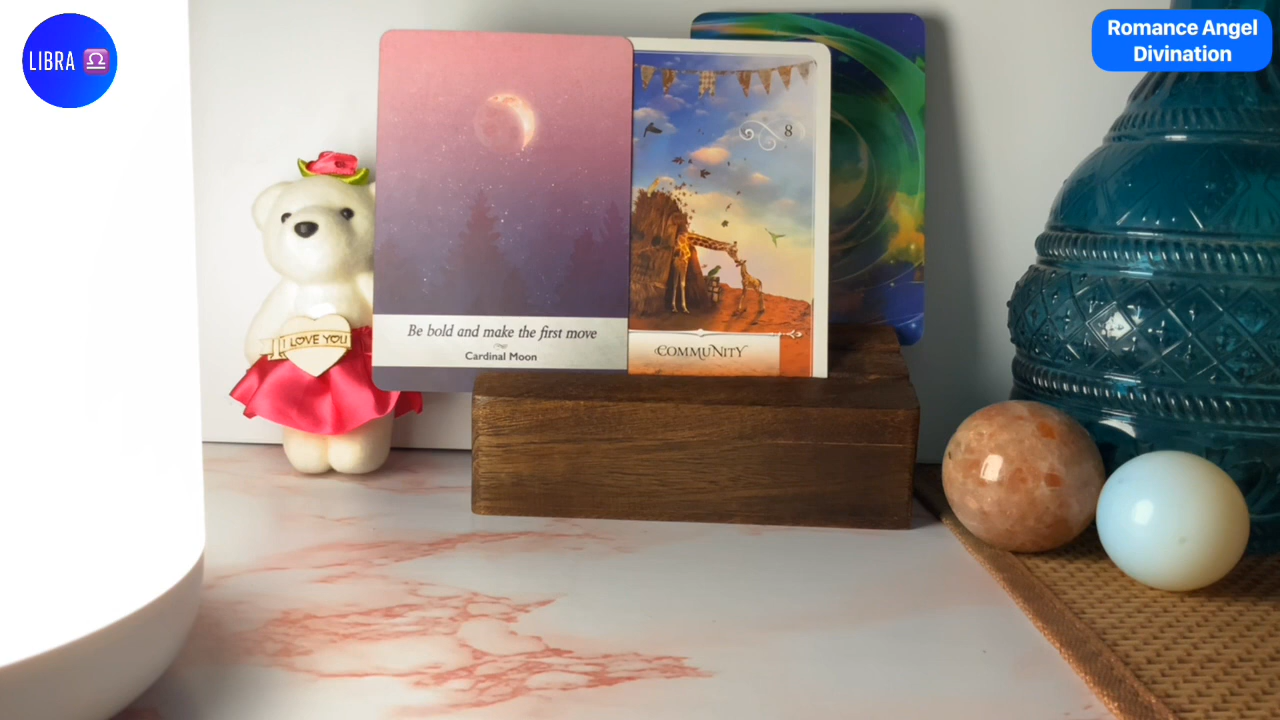 LIBRA ♎
Romance Angel
Divination
8
I LOVE YOU
Be bold and make the first move
Cardinal Moon
COMMUNITY